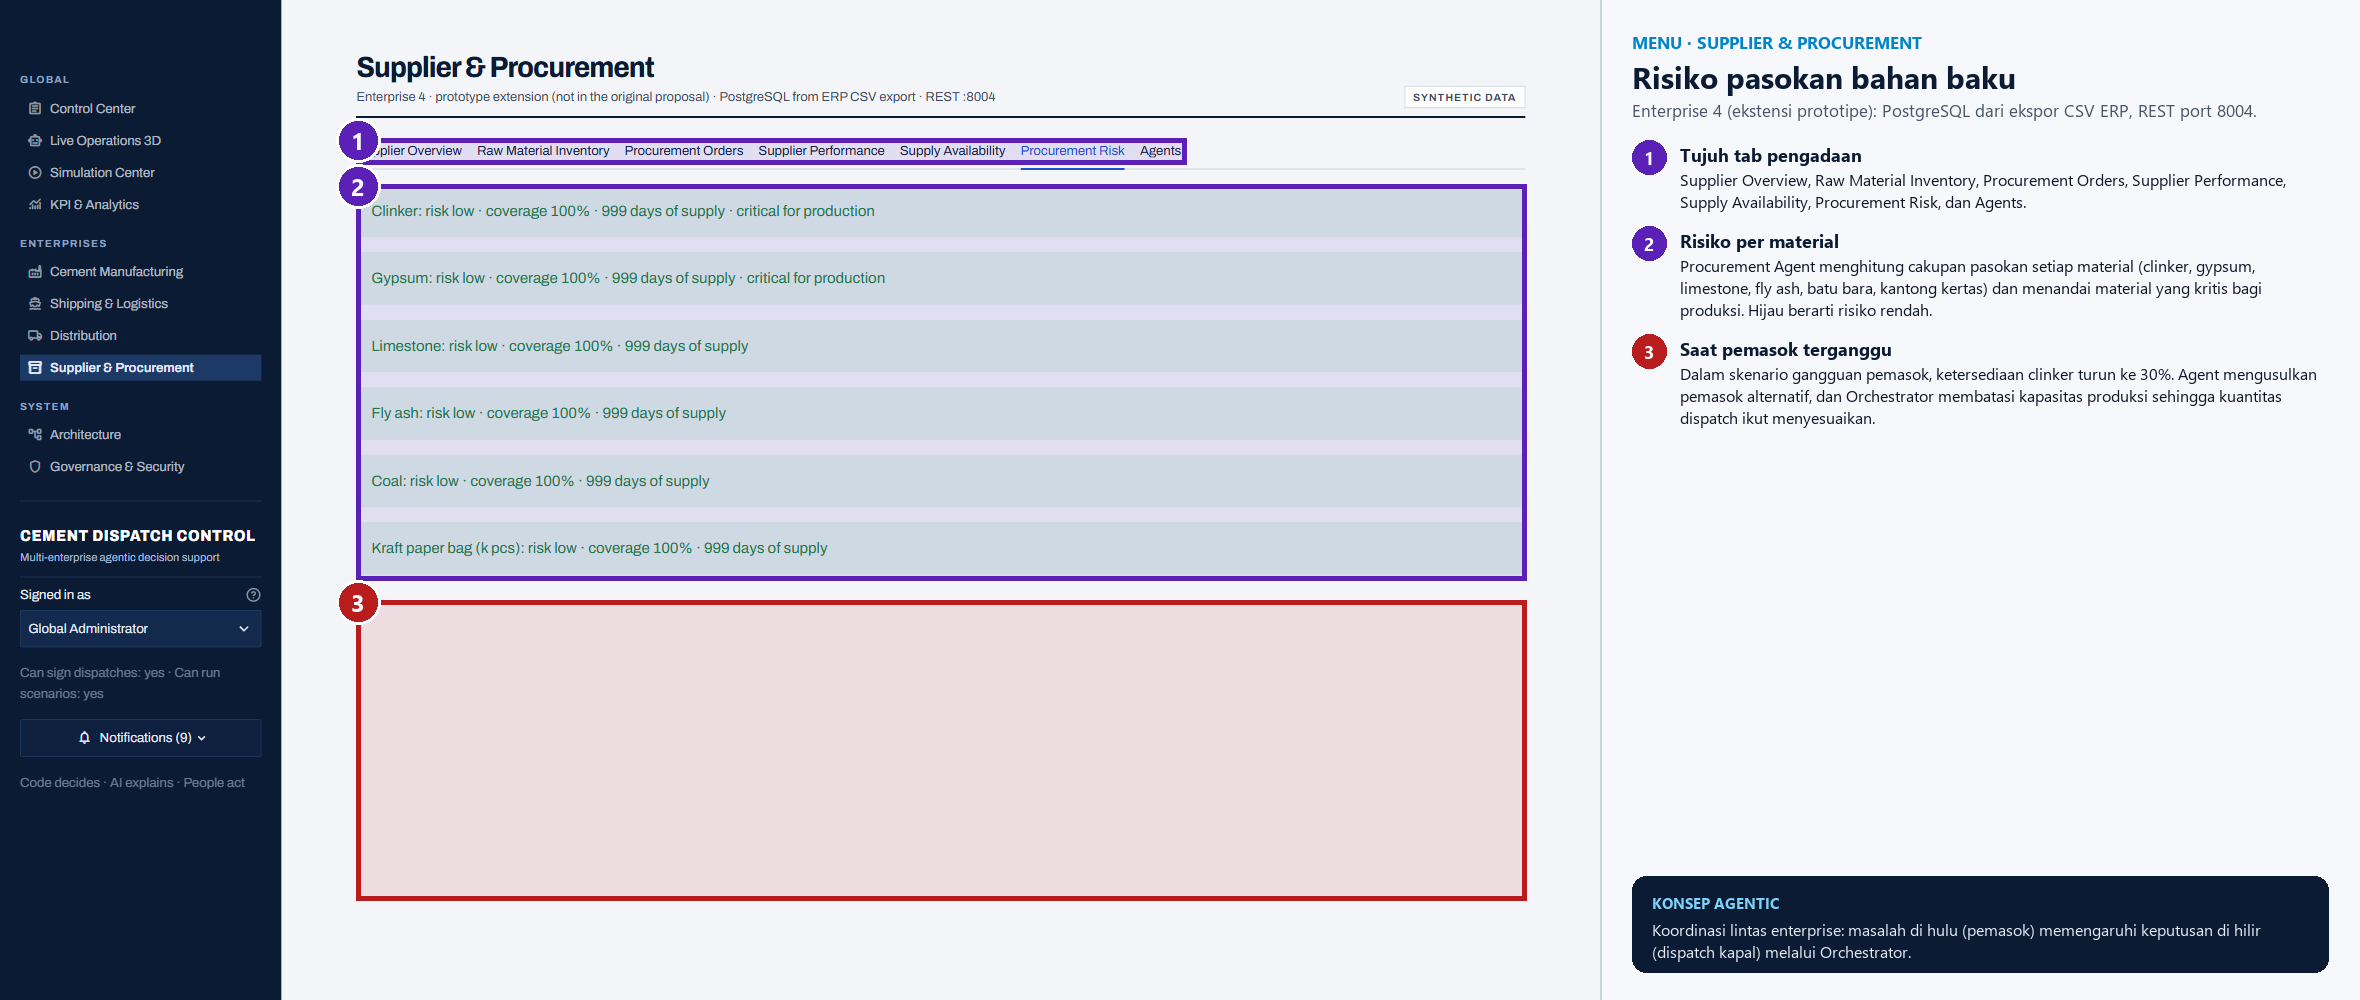 GLOBAL
Control Center
Live Operations 3D
Simulation Center
KPI & Analytics
ENTERPRISES
Cement Manufacturing
Shipping & Logistics
Distribution
Supplier & Procurement
SYSTEM
Architecture
Governance & Security
CEMENT DISPATCH CONTROL
Multi-enterprise agentic decision support
Signed in as
Global Administrator
Can sign dispatches: yes · Can run
scenarios: yes
Notifications (9)
Code decides · AI explains · People act
Supplier & Procurement
Enterprise 4 · prototype extension (not in the original proposal) · PostgreSQL from ERP CSV export · REST :8004
SYNTHETIC DATA
1
plier Overview Raw Material Inventory Procurement Orders Supplier Performance Supply Availability Procurement Risk Agents
2
Clinker: risk low · coverage 100% · 999 days of supply · critical for production
Gypsum: risk low · coverage 100% · 999 days of supply · critical for production
Limestone: risk low · coverage 100% · 999 days of supply
Fly ash: risk low · coverage 100% · 999 days of supply
Coal: risk low · coverage 100% · 999 days of supply
Kraft paper bag (k pcs): risk low · coverage 100% · 999 days of supply
3
MENU · SUPPLIER & PROCUREMENT
Risiko pasokan bahan baku
Enterprise 4 (ekstensi prototipe): PostgreSQL dari ekspor CSV ERP, REST port 8004.
1 Tujuh tab pengadaan
Supplier Overview, Raw Material Inventory, Procurement Orders, Supplier Performance,
Supply Availability, Procurement Risk, dan Agents.
2 Risiko per material
Procurement Agent menghitung cakupan pasokan setiap material (clinker, gypsum,
limestone, fly ash, batu bara, kantong kertas) dan menandai material yang kritis bagi
produksi. Hijau berarti risiko rendah.
3 Saat pemasok terganggu
Dalam skenario gangguan pemasok, ketersediaan clinker turun ke 30%. Agent mengusulkan
pemasok alternatif, dan Orchestrator membatasi kapasitas produksi sehingga kuantitas
dispatch ikut menyesuaikan.
KONSEP AGENTIC
Koordinasi lintas enterprise: masalah di hulu (pemasok) memengaruhi keputusan di hilir
(dispatch kapal) melalui Orchestrator.